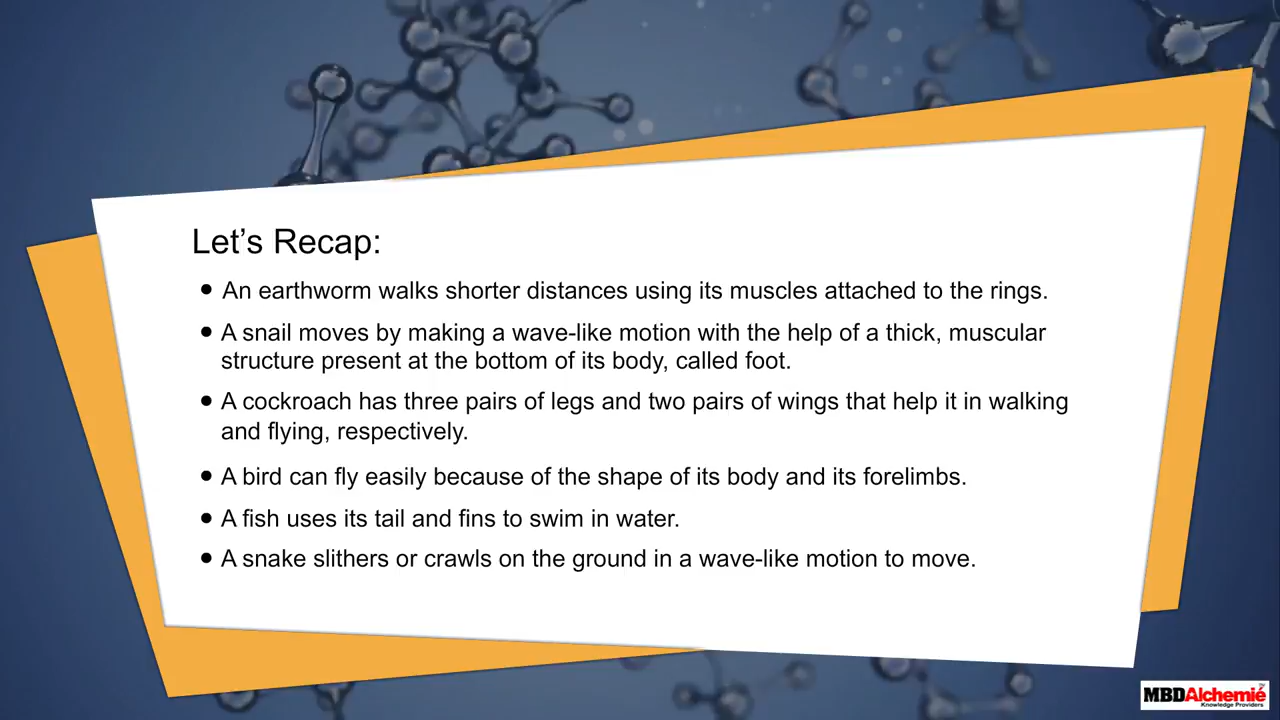 Let’s Recap:
● An earthworm walks shorter distances using its muscles attached to the rings.
● A snail moves by making a wave-like motion with the help of a thick, muscular
structure present at the bottom of its body, called foot.
● A cockroach has three pairs of legs and two pairs of wings that help it in walking
and flying, respectively.
● A bird can fly easily because of the shape of its body and its forelimbs.
● A fish uses its tail and fins to swim in water.
● A snake slithers or crawls on the ground in a wave-like motion to move.
MBDAlchemie
Knowledge Providers